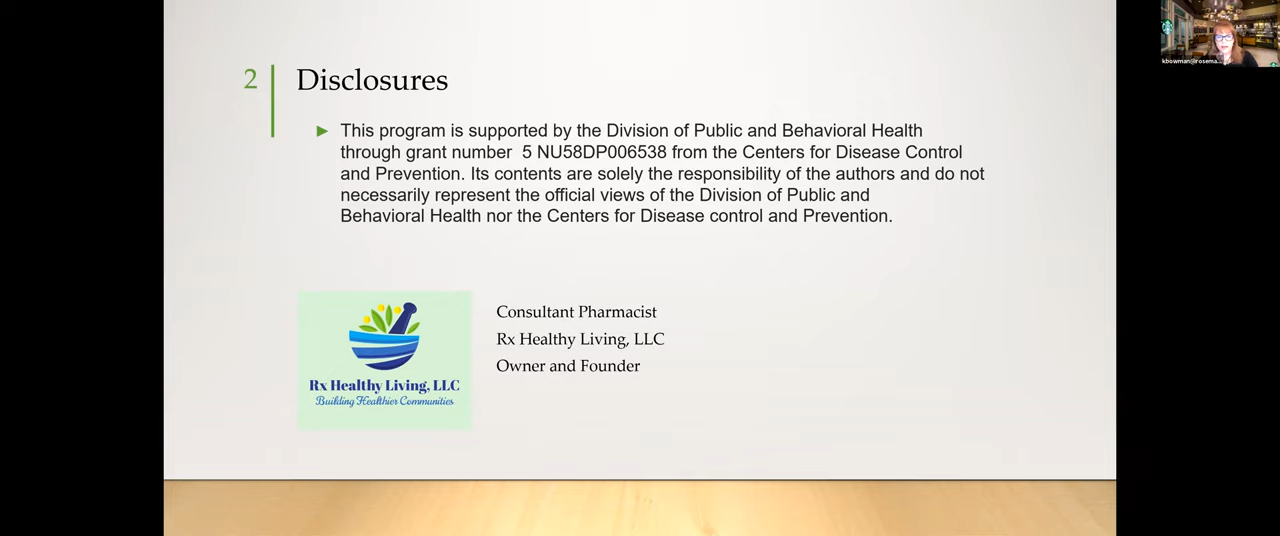 2
Disclosures
► This program is supported by the Division of Public and Behavioral Health
through grant number  5 NU58DP006538 from the Centers for Disease Control
and Prevention. Its contents are solely the responsibility of the authors and do not
necessarily represent the official views of the Division of Public and
Behavioral Health nor the Centers for Disease control and Prevention.
Rx Healthy Living, LLC
Building Healthier Communities
Consultant Pharmacist
Rx Healthy Living, LLC
Owner and Founder
kbowman@rosema...